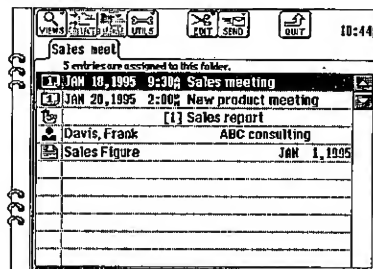 VIEWS UTILS EDIT SEND QUIT 10:44
Sales meet
5 entries are assigned to this folder.
JAN 18,1995 9:30 Sales meeting
JAN 20,1995 2:00 New product meeting
[1] Sales report
Davis, Frank ABC consulting
Sales Figure JAN 1,1995